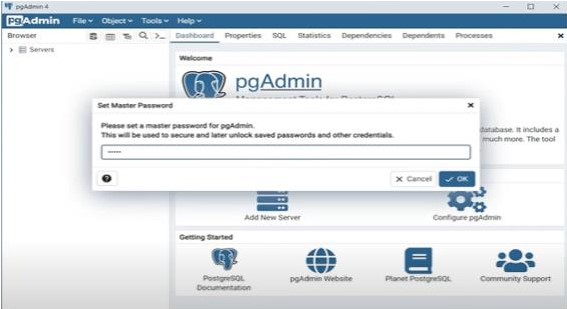 pgAdmin 4
pgAdmin File Object Tools Help
Browser Dashboard Properties SQL Statistics Dependencies Dependents Processes
Servers
Welcome
pgAdmin
Management Tools for PostgreSQL
Set Master Password
Please set a master password for pgAdmin.
This will be used to secure and later unlock saved passwords and other credentials.
•••••
database. It includes a
much more. The tool
? Cancel OK
Add New Server Configure pgAdmin
Getting Started
PostgreSQL
Documentation
pgAdmin Website
Planet PostgreSQL
Community Support